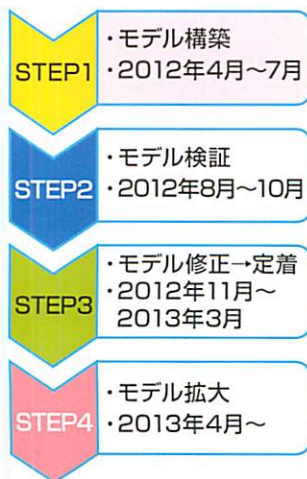 STEP1
・モデル構築
・2012年4月～7月
STEP2
・モデル検証
・2012年8月～10月
STEP3
・モデル修正→定着
・2012年11月～
2013年3月
STEP4
・モデル拡大
・2013年4月～